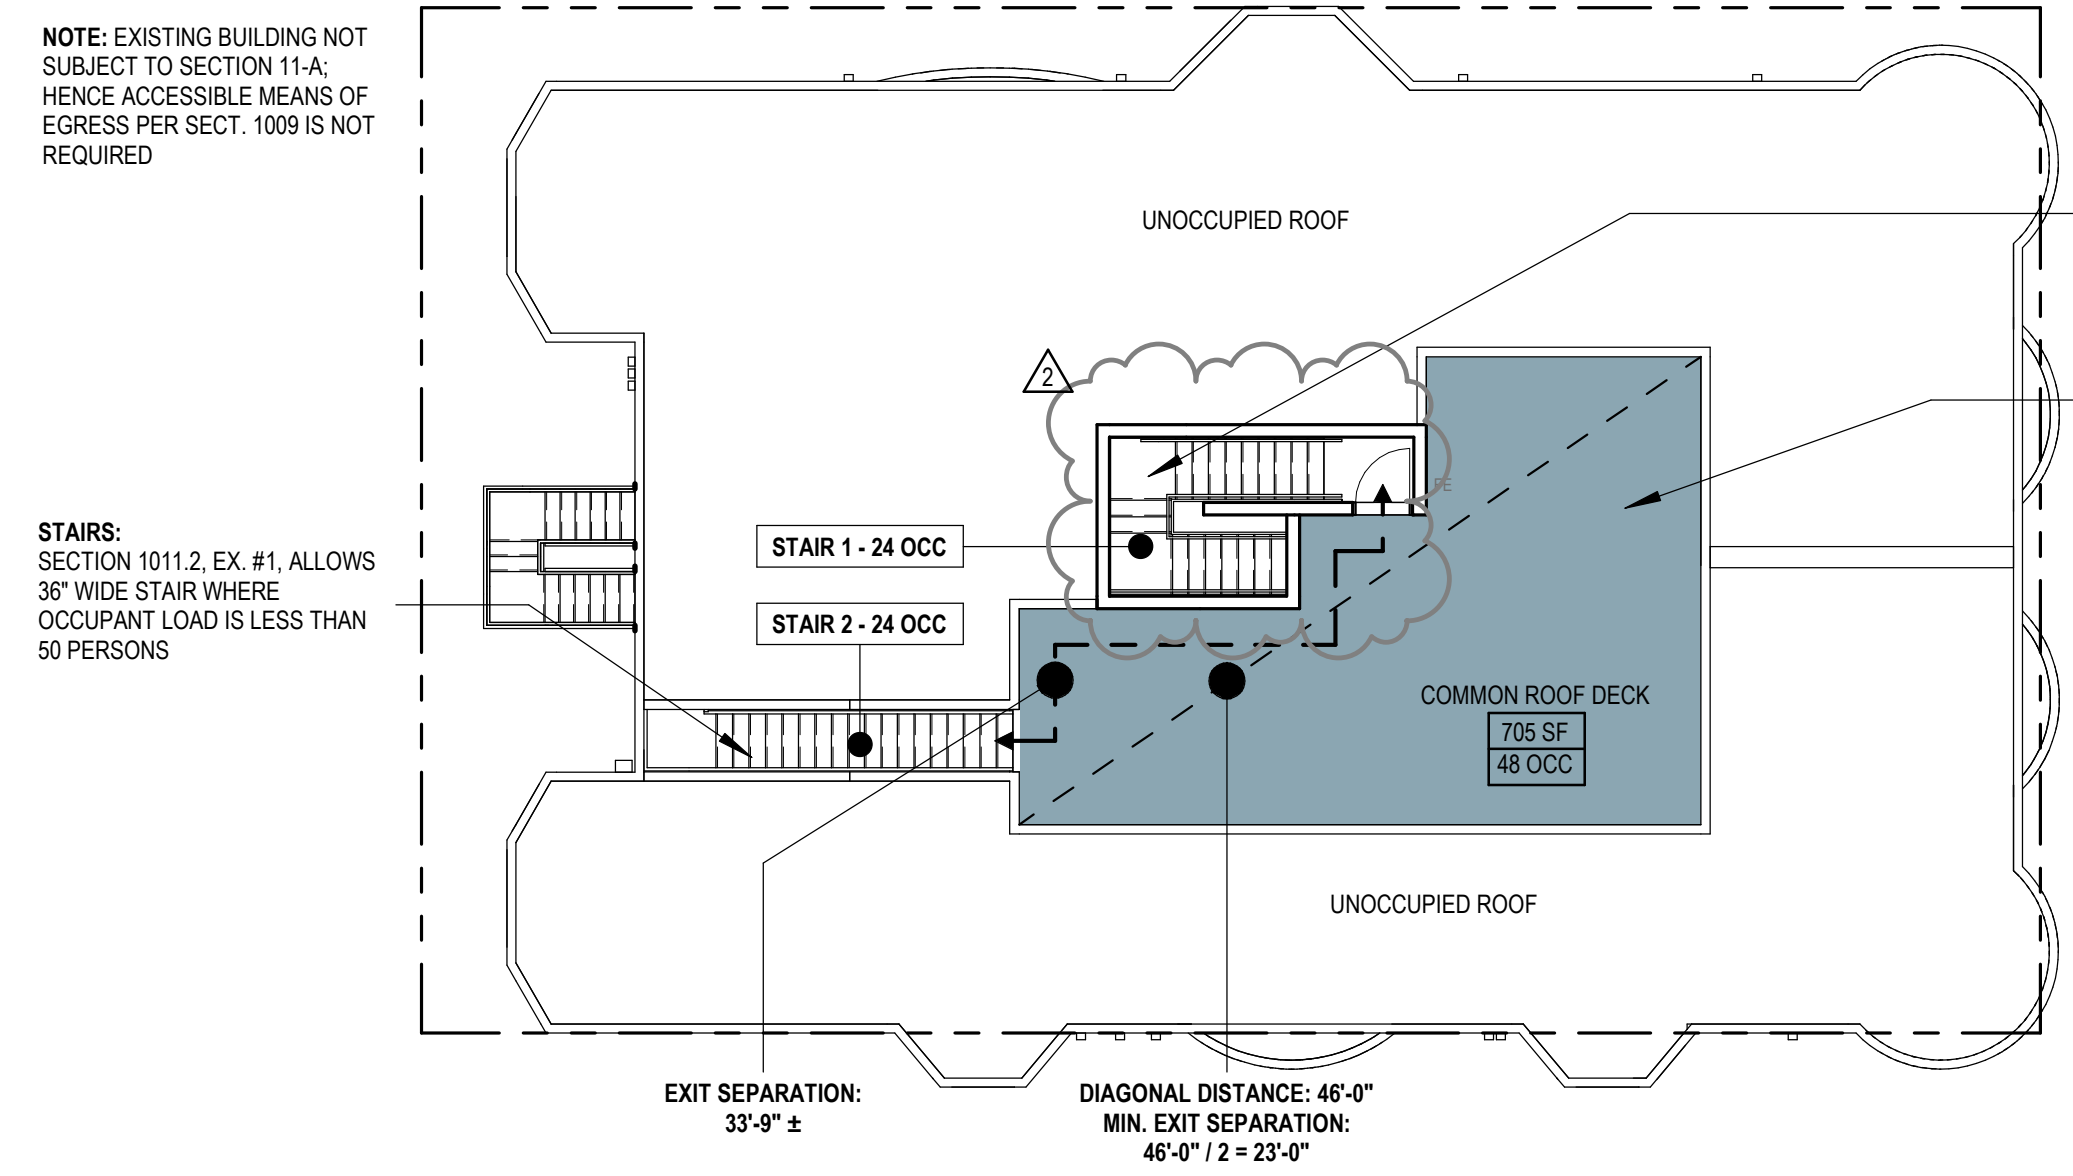 NOTE: EXISTING BUILDING NOT
SUBJECT TO SECTION 11-A;
HENCE ACCESSIBLE MEANS OF
EGRESS PER SECT. 1009 IS NOT
REQUIRED
UNOCCUPIED ROOF
2
FE
STAIRS:
SECTION 1011.2, EX. #1, ALLOWS
36" WIDE STAIR WHERE
OCCUPANT LOAD IS LESS THAN
50 PERSONS
STAIR 1 - 24 OCC
STAIR 2 - 24 OCC
COMMON ROOF DECK
705 SF
48 OCC
UNOCCUPIED ROOF
EXIT SEPARATION:
33'-9" ±
DIAGONAL DISTANCE: 46'-0"
MIN. EXIT SEPARATION:
46'-0" / 2 = 23'-0"